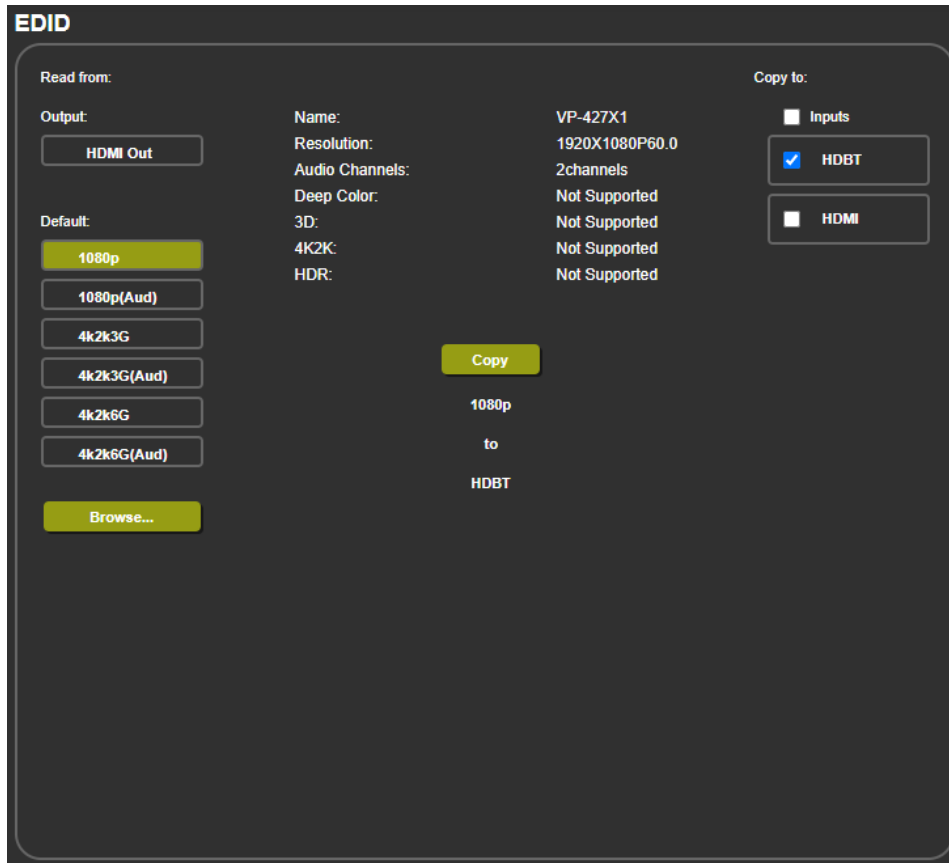 EDID
Read from:
Copy to:
Output:
HDMI Out
Default:
1080p
1080p(Aud)
4k2k3G
4k2k3G(Aud)
4k2k6G
4k2k6G(Aud)
Browse...
Name: VP-427X1
Resolution: 1920X1080P60.0
Audio Channels: 2channels
Deep Color: Not Supported
3D: Not Supported
4K2K: Not Supported
HDR: Not Supported
Copy
1080p
to
HDBT
Inputs
HDBT
HDMI